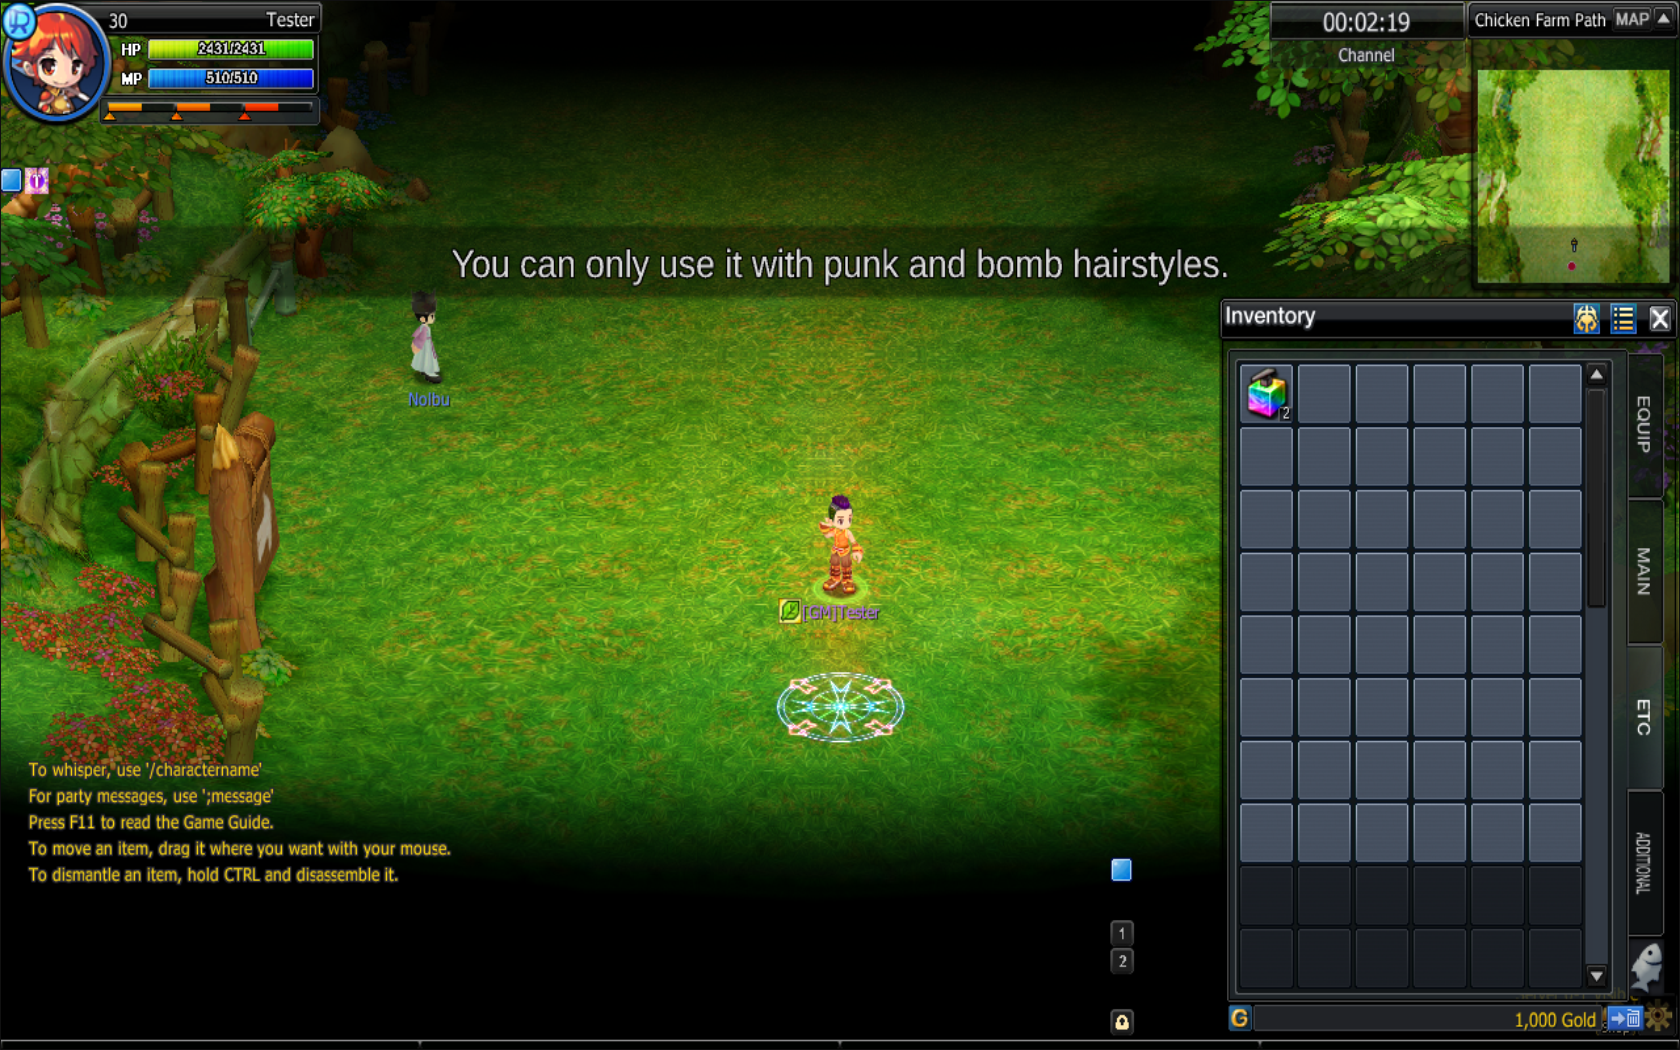 30 Tester
HP 2431/2431
MP 510/510
00:02:19
Channel
Chicken Farm Path MAP
You can only use it with punk and bomb hairstyles.
Inventory
2
EQUIP
MAIN
ETC
ADDITIONAL
Nolbu
[GM]Tester
To whisper, use '/charactername'
For party messages, use ';message'
Press F11 to read the Game Guide.
To move an item, drag it where you want with your mouse.
To dismantle an item, hold CTRL and disassemble it.
1
2
G 1,000 Gold